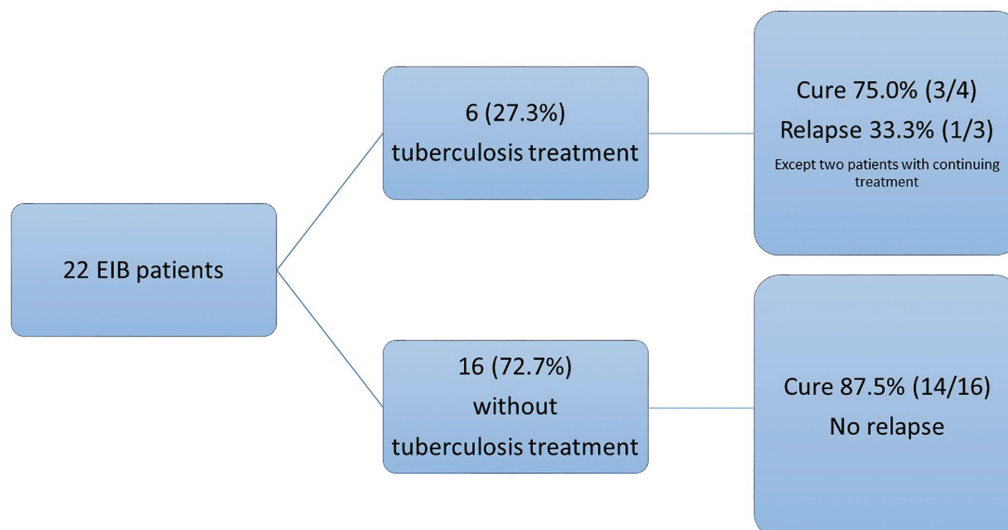 22 EIB patients
6 (27.3%)
tuberculosis treatment
Cure 75.0% (3/4)
Relapse 33.3% (1/3)
Except two patients with continuing
treatment
16 (72.7%)
without
tuberculosis treatment
Cure 87.5% (14/16)
No relapse